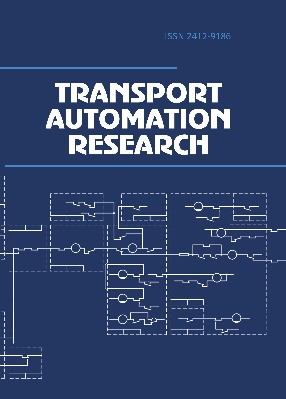 ISSN 2412-9186
TRANSPORT
AUTOMATION
RESEARCH